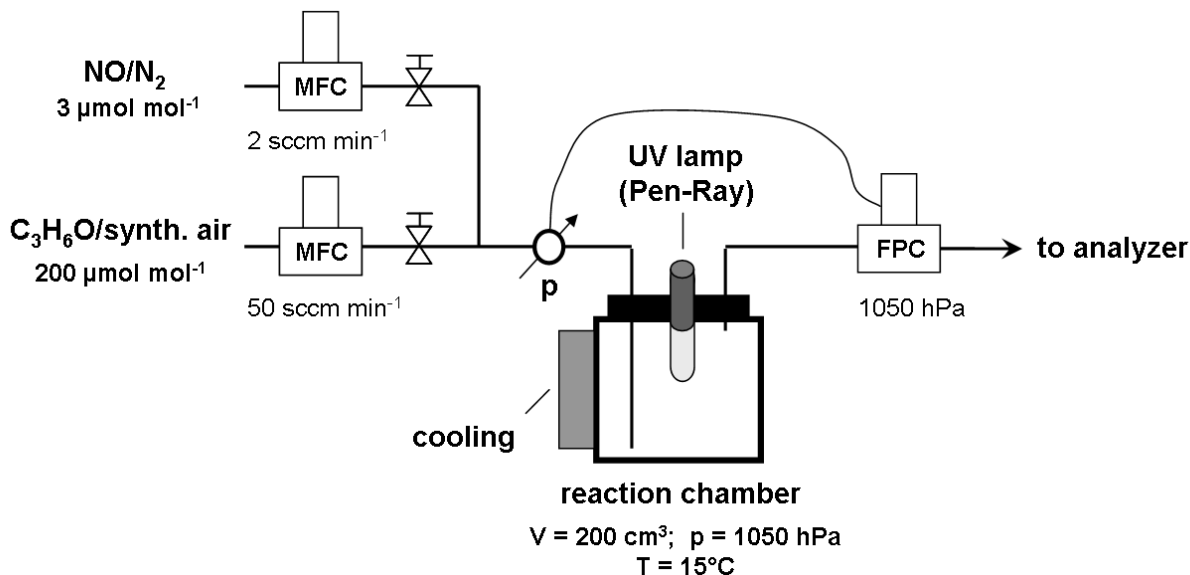 NO/N₂
3 µmol mol⁻¹
MFC
2 sccm min⁻¹
C₃H₆O/synth. air
200 µmol mol⁻¹
MFC
50 sccm min⁻¹
p
UV lamp
(Pen-Ray)
FPC
1050 hPa
to analyzer
cooling
reaction chamber
V = 200 cm³; p = 1050 hPa
T = 15°C